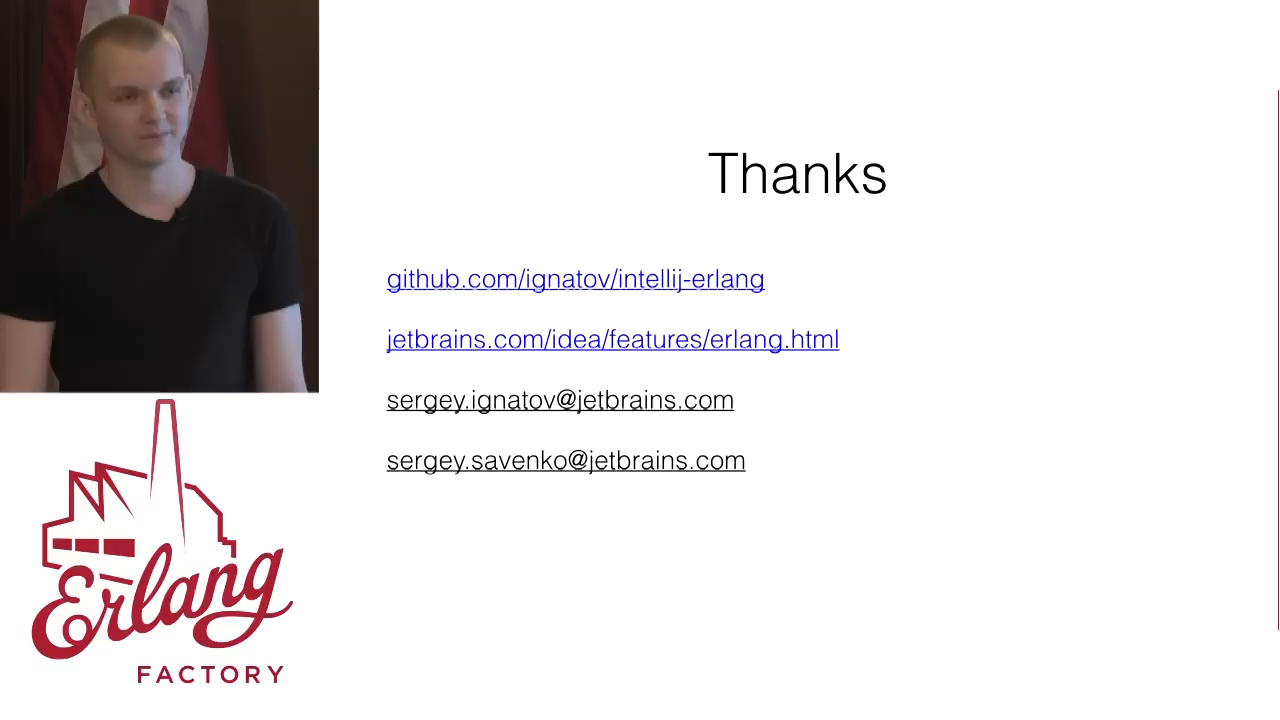 Thanks
github.com/ignatov/intellij-erlang
jetbrains.com/idea/features/erlang.html
sergey.ignatov@jetbrains.com
sergey.savenko@jetbrains.com
Erlang
FACTORY